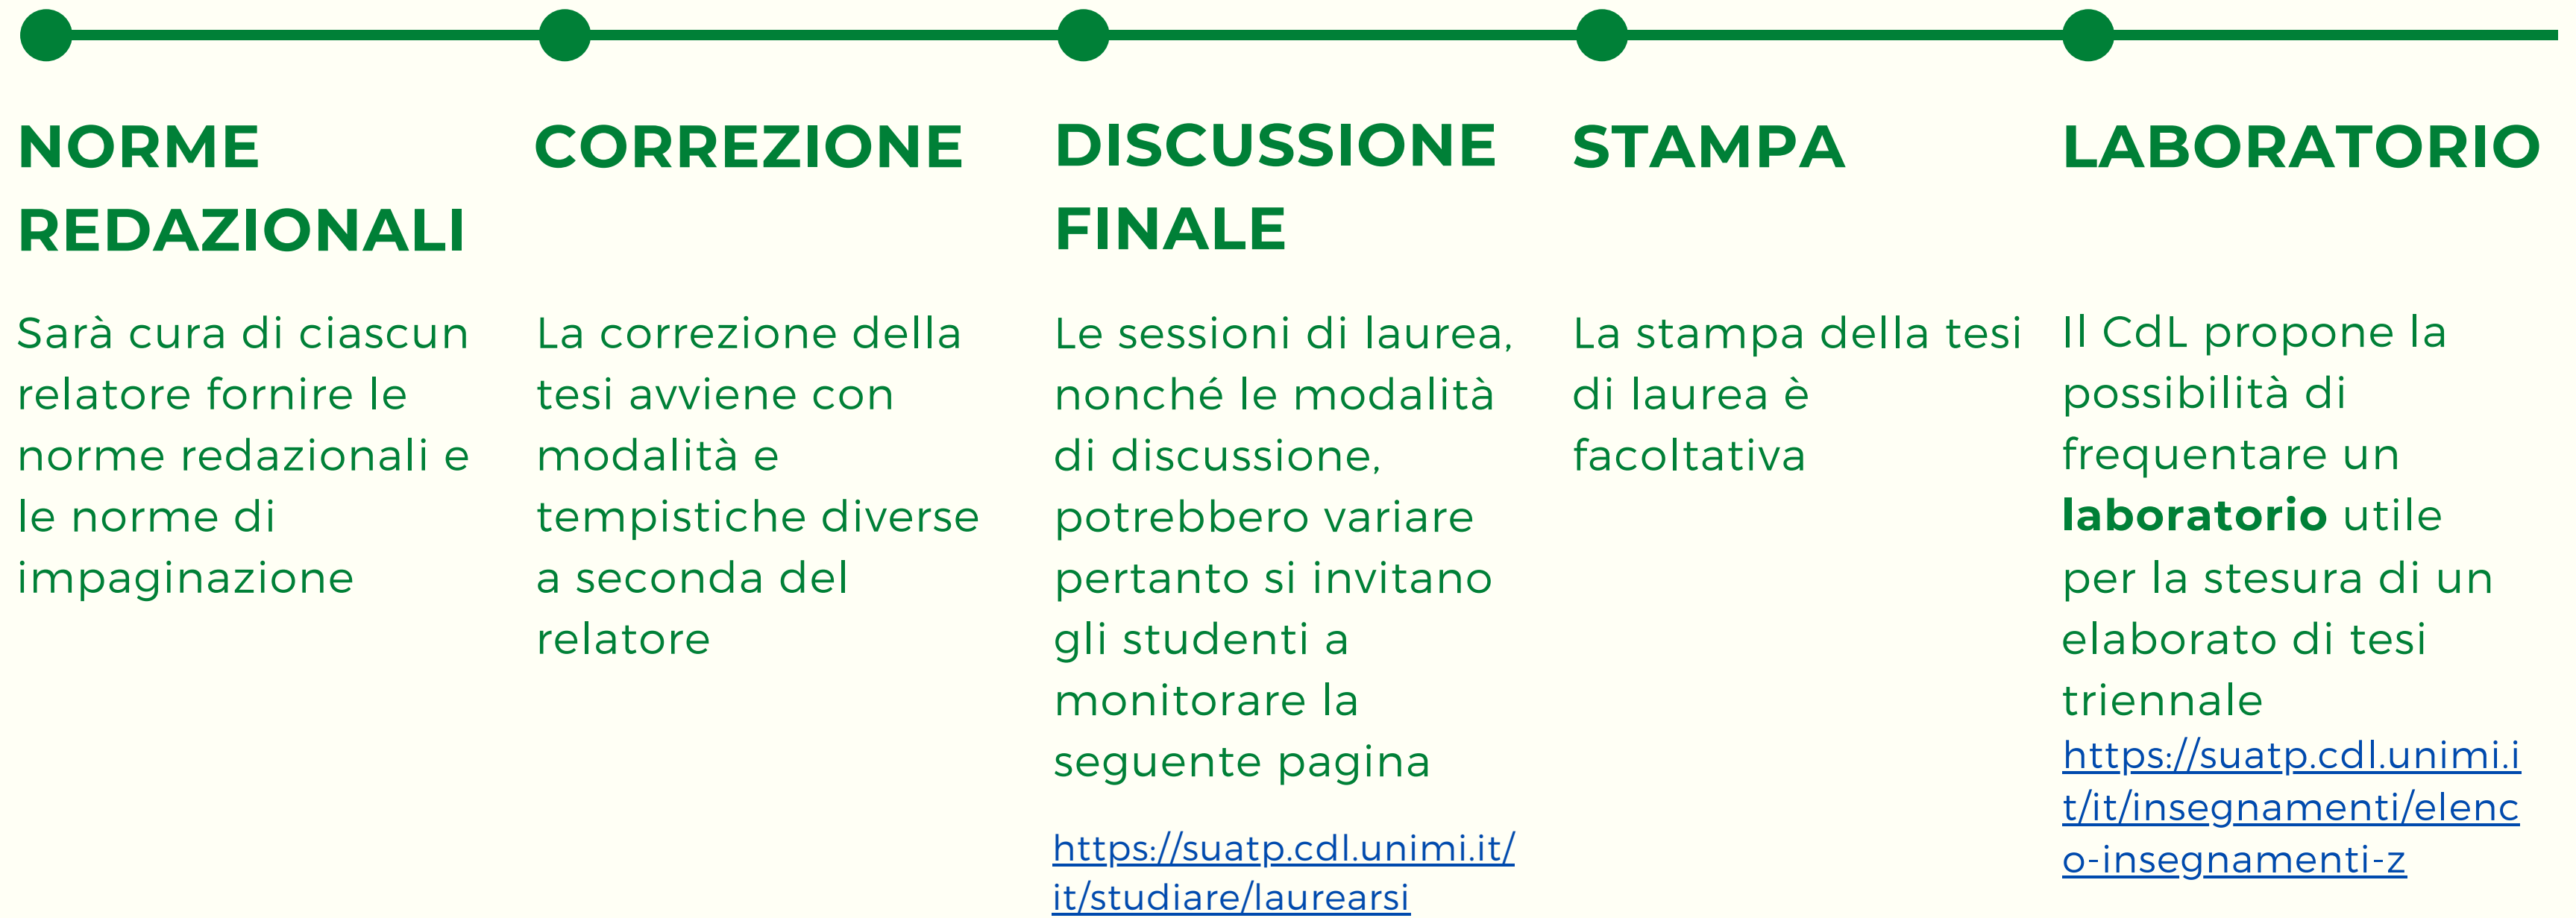 NORME
REDAZIONALI
Sarà cura di ciascun
relatore fornire le
norme redazionali e
le norme di
impaginazione
CORREZIONE
La correzione della
tesi avviene con
modalità e
tempistiche diverse
a seconda del
relatore
DISCUSSIONE
FINALE
Le sessioni di laurea,
nonché le modalità
di discussione,
potrebbero variare
pertanto si invitano
gli studenti a
monitorare la
seguente pagina
https://suatp.cdl.unimi.it/
it/studiare/laurearsi
STAMPA
La stampa della tesi
di laurea è
facoltativa
LABORATORIO
Il CdL propone la
possibilità di
frequentare un
laboratorio utile
per la stesura di un
elaborato di tesi
triennale
https://suatp.cdl.unimi.i
t/it/insegnamenti/elenc
o-insegnamenti-z